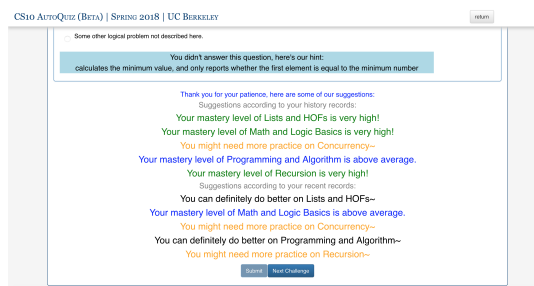 CS10 AutoQuiz (Beta) | Spring 2018 | UC Berkeley
return
Some other logical problem not described here.
You didn't answer this question, here's our hint:
calculates the minimum value, and only reports whether the first element is equal to the minimum number
Thank you for your patience, here are some of our suggestions:
Suggestions according to your history records:
Your mastery level of Lists and HOFs is very high!
Your mastery level of Math and Logic Basics is very high!
You might need more practice on Concurrency~
Your mastery level of Programming and Algorithm is above average.
Your mastery level of Recursion is very high!
Suggestions according to your recent records:
You can definitely do better on Lists and HOFs~
Your mastery level of Math and Logic Basics is above average.
You might need more practice on Concurrency~
You can definitely do better on Programming and Algorithm~
You might need more practice on Recursion~
Submit
Next Challenge